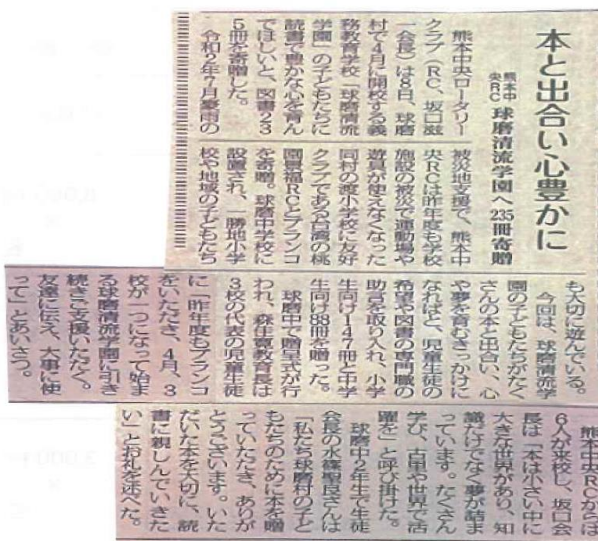 本と出合い心豊かに
熊本中
央RC 球磨清流学園へ235冊寄贈
熊本中央ロータリー
クラブ（RC、坂口滋
一会長）は8日、球磨
村で4月に開校する義
務教育学校「球磨清流
学園」の子どもたちに
読書で豊かな心を育ん
でほしいと、図書23
5冊を寄贈した。
令和2年7月豪雨の
被災地支援で、熊本中
央RCは昨年度も学校
施設の被災で運動場や
遊具が使えなくなった
同村の渡小学校に友好
クラブである台湾の桃
園景福RCとブランコ
を寄贈。球磨中学校に
設置され、一勝地小学
校や地域の子どもたち
も大切に遊んでいる。
今回は、球磨清流学
園の子どもたちがたく
さんの本と出合い、心
や夢を育むきっかけに
なればと、児童生徒の
希望や図書の専門職の
助言を取り入れ、小学
生向け147冊と中学
生向け88冊を贈った。
球磨中で贈呈式が行
われ、森佳寛教育長は
3校の代表の児童生徒
に「昨年度もブランコ
をいただき、4月、3
校が一つになって始ま
る球磨清流学園に引き
続きご支援いただく。
友達に伝え、大事に使
って」とあいさつ。
熊本中央RCからは
6人が来校し、坂口会
長は「本は小さい中に
大きな世界があり、知
識だけでなく夢が詰ま
っています。たくさん
学び、古里や世界で活
躍を」と呼び掛けた。
球磨中2年生で生徒
会長の水篠聖良さんは
「私たち球磨村の子ど
もたちのために本を贈
っていただき、ありが
とうございます。いた
だいた本を大切に、読
書に親しんでいきた
い」とお礼を述べた。